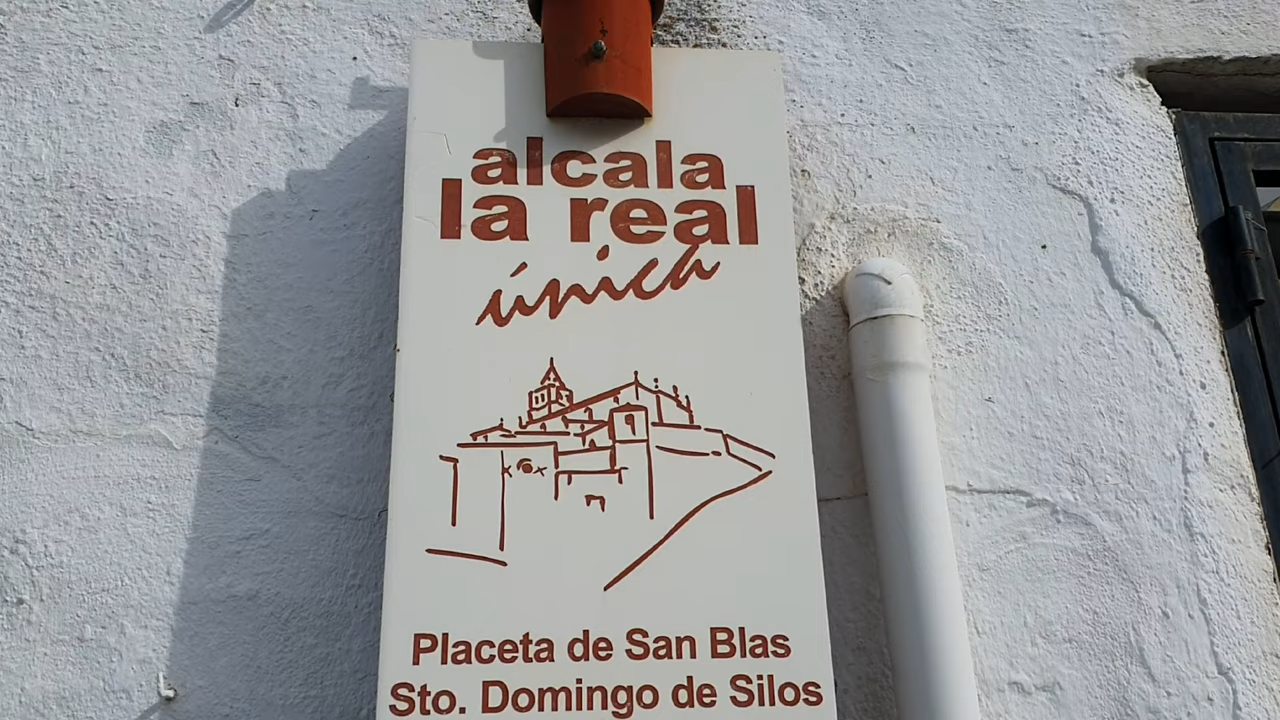 alcala
la real
única
Placeta de San Blas
Sto. Domingo de Silos